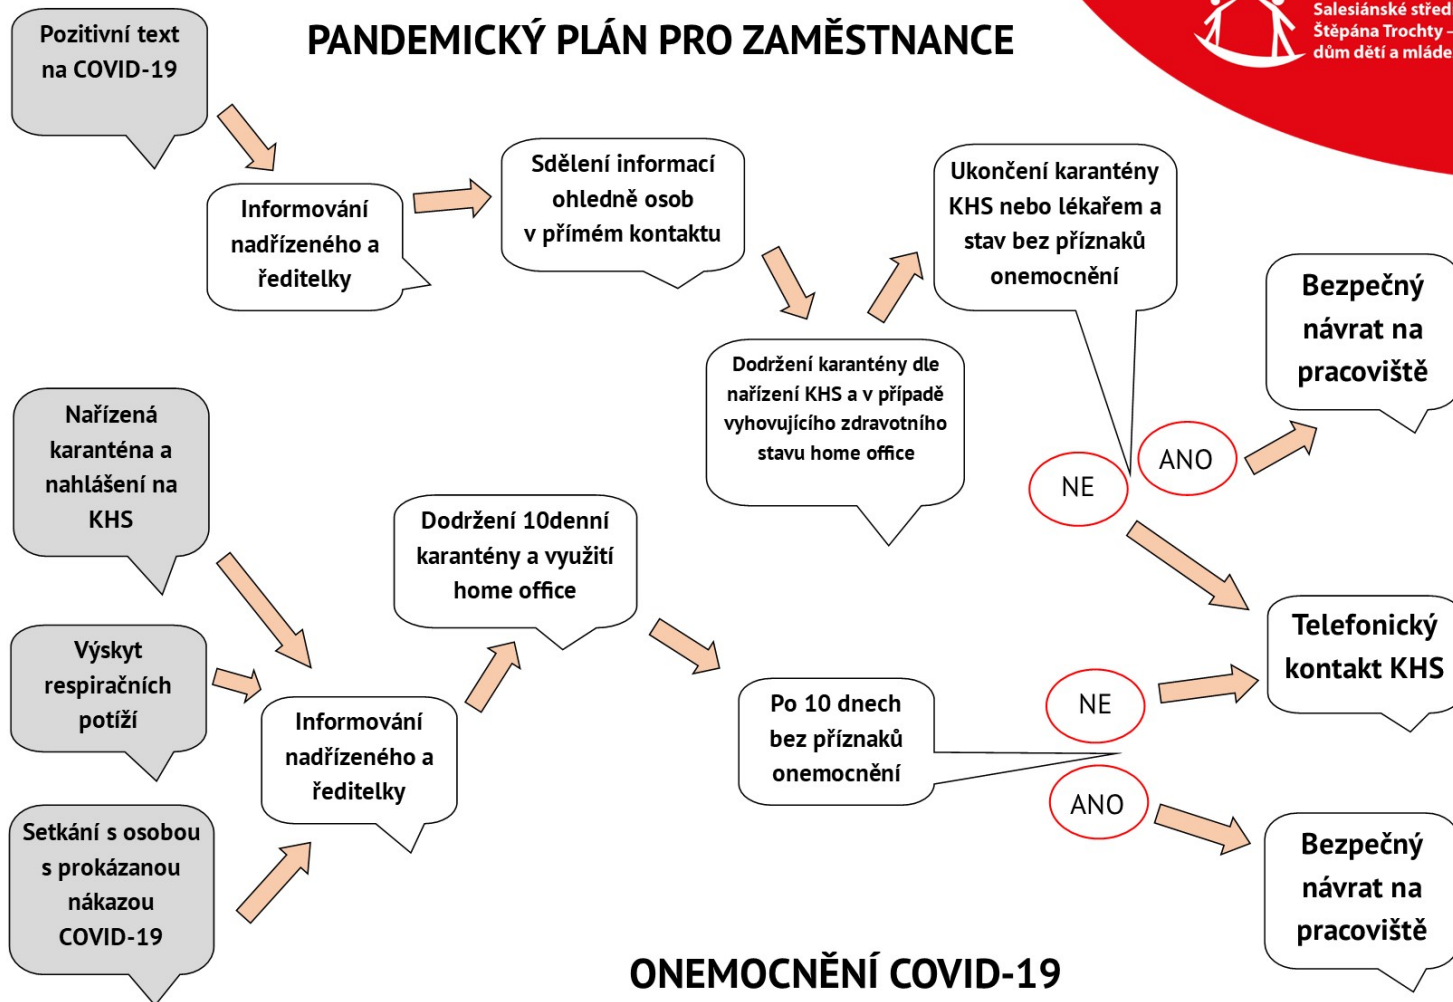 PANDEMICKÝ PLÁN PRO ZAMĚSTNANCE
Salesiánské střed
Štěpána Trochty –
dům dětí a mláde
Pozitivní text
na COVID-19
Informování
nadřízeného a
ředitelky
Sdělení informací
ohledně osob
v přímém kontaktu
Dodržení karantény dle
nařízení KHS a v případě
vyhovujícího zdravotního
stavu home office
Ukončení karantény
KHS nebo lékařem a
stav bez příznaků
onemocnění
NE
ANO
Bezpečný
návrat na
pracoviště
Nařízená
karanténa a
nahlášení na
KHS
Výskyt
respiračních
potíží
Setkání s osobou
s prokázanou
nákazou
COVID-19
Informování
nadřízeného a
ředitelky
Dodržení 10denní
karantény a využití
home office
Po 10 dnech
bez příznaků
onemocnění
NE
ANO
Telefonický
kontakt KHS
Bezpečný
návrat na
pracoviště
ONEMOCNĚNÍ COVID-19